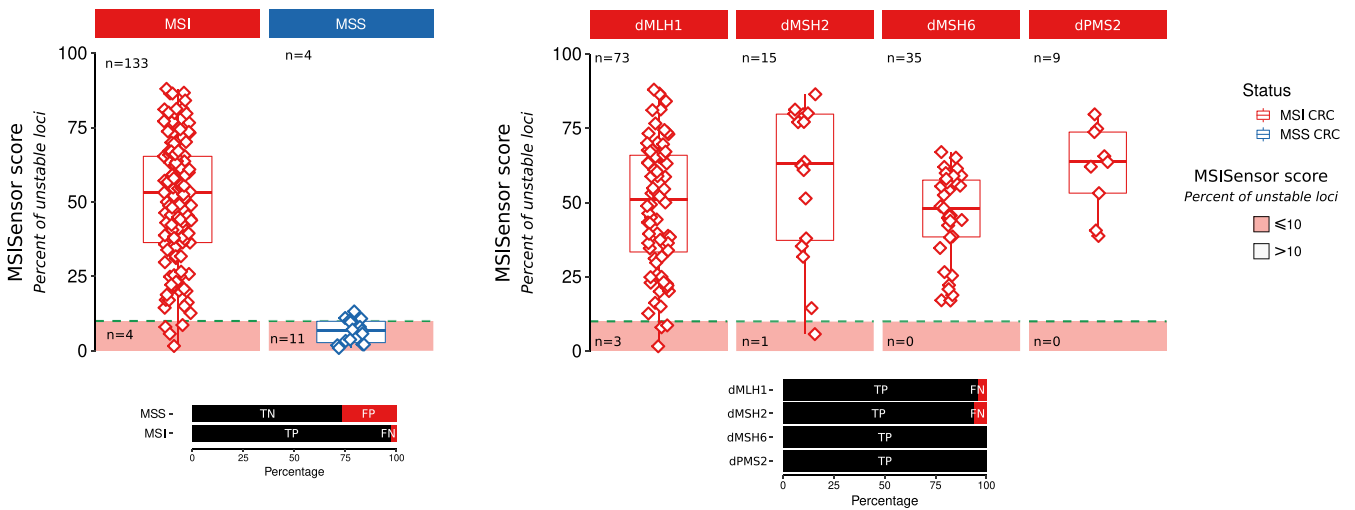 MSI
MSS
MSISensor score
Percent of unstable loci
100
75
50
25
0
n=133
n=4
n=4
n=11
MSS
MSI
TN
FP
TP
FN
0
25
50
75
100
Percentage
dMLH1
dMSH2
dMSH6
dPMS2
MSISensor score
Percent of unstable loci
100
75
50
25
0
n=73
n=15
n=35
n=9
n=3
n=1
n=0
n=0
dMLH1
TP
FN
dMSH2
TP
FN
dMSH6
TP
dPMS2
TP
0
25
50
75
100
Percentage
Status
MSI CRC
MSS CRC
MSISensor score
Percent of unstable loci
⩽10
>10